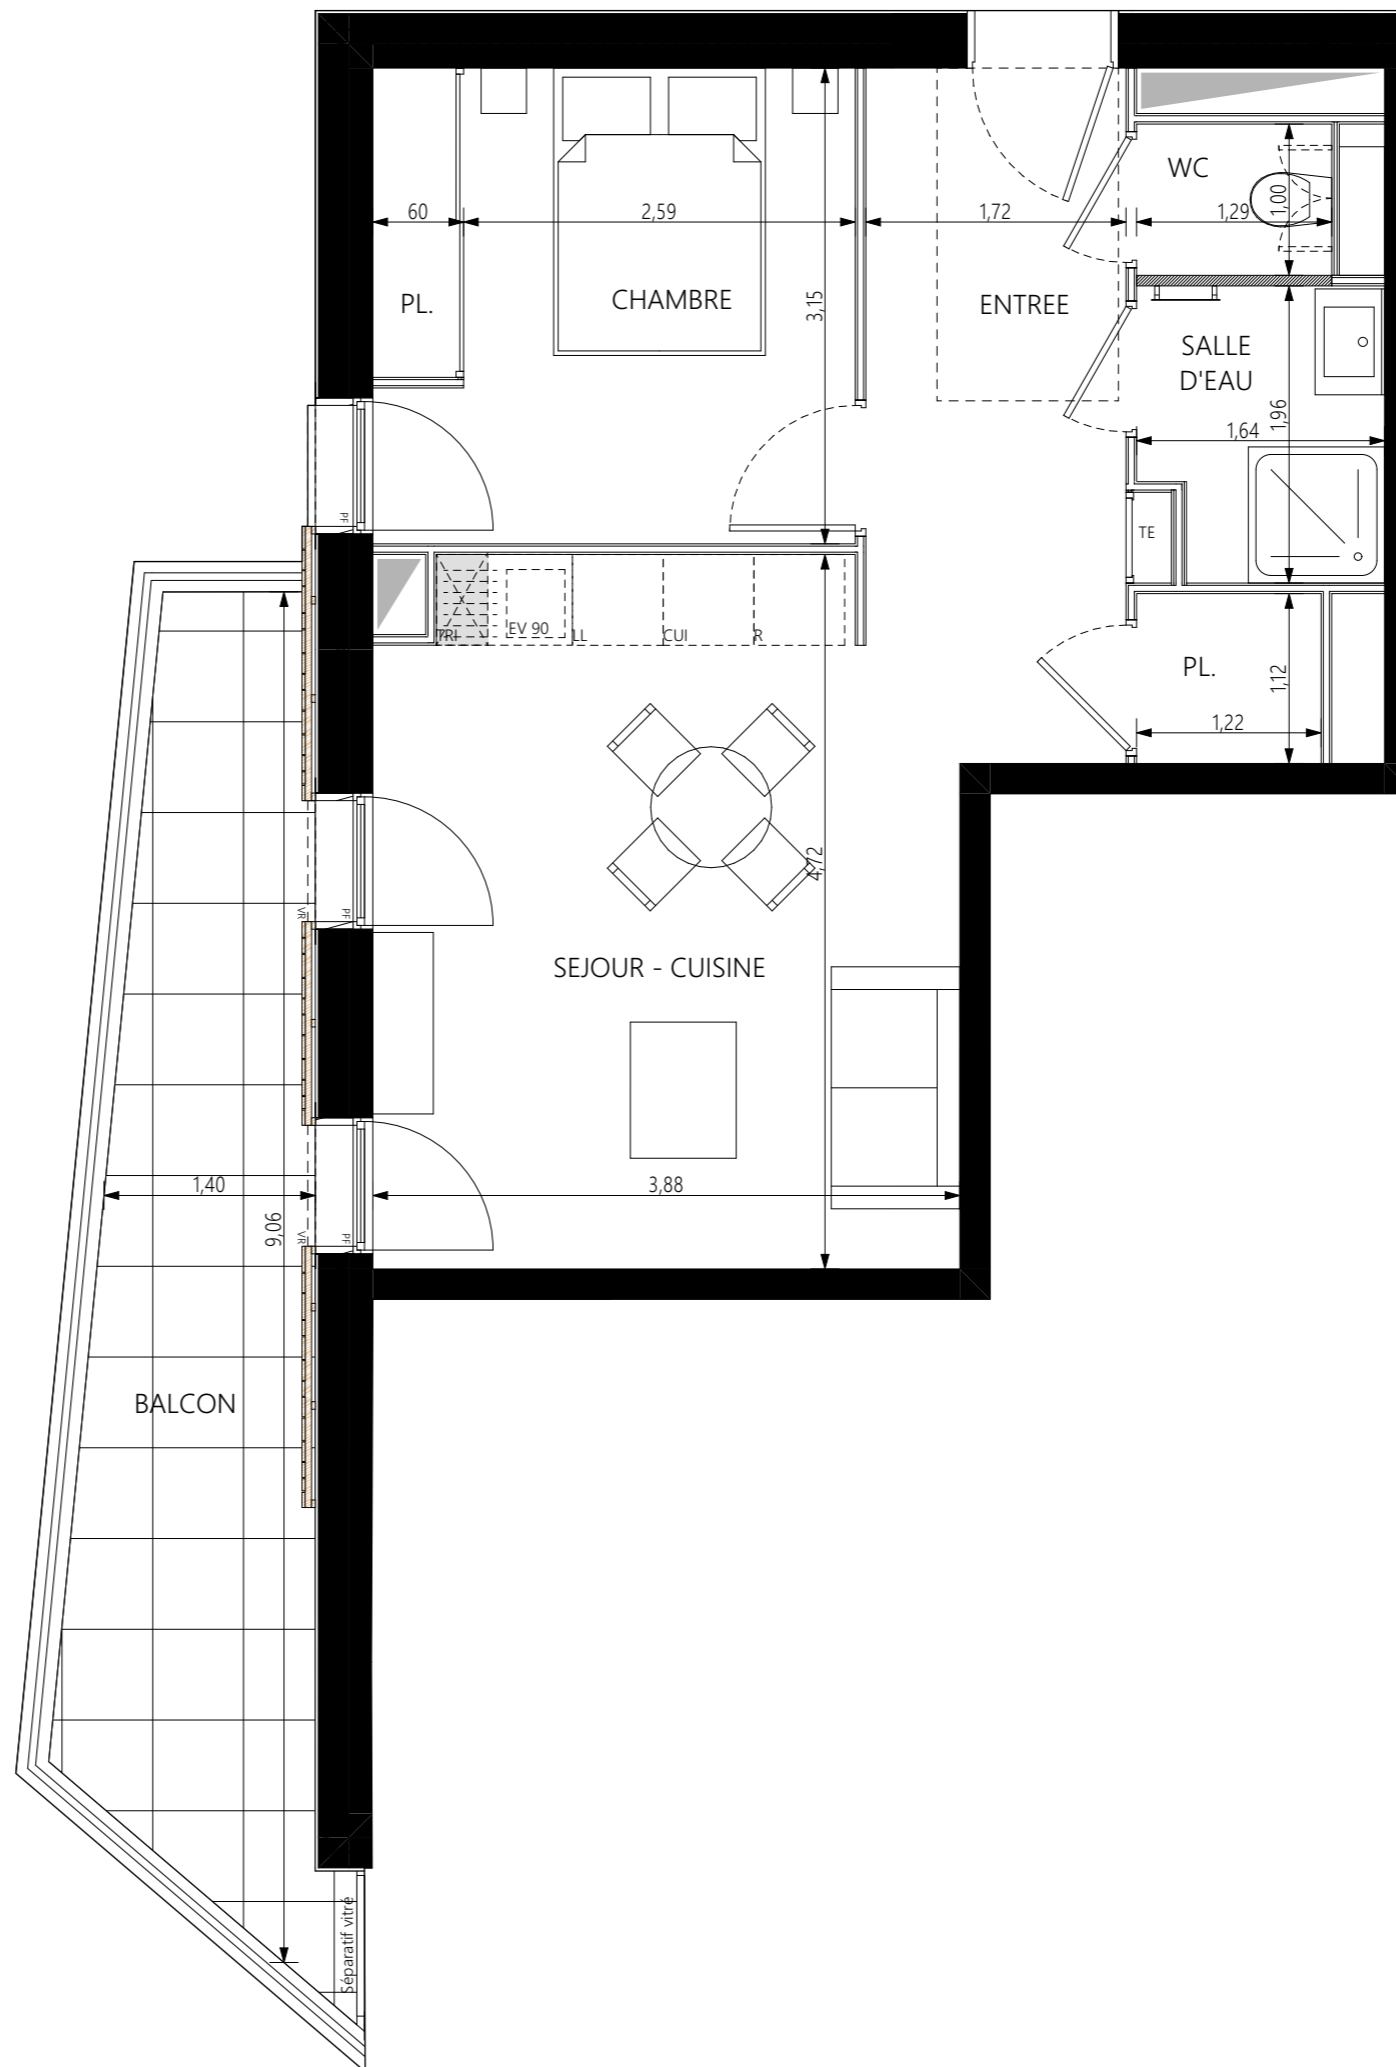 WC
60
2,59
1,72
1,29
1,00
PL.
CHAMBRE
3,15
ENTREE
SALLE
D'EAU
1,96
1,64
PF
TE
TRI
EV 90
LL
CUI
R
PL.
1,12
1,22
4,72
VR
PF
SEJOUR - CUISINE
1,40
3,88
9,06
VR
PF
BALCON
Séparatif vitré